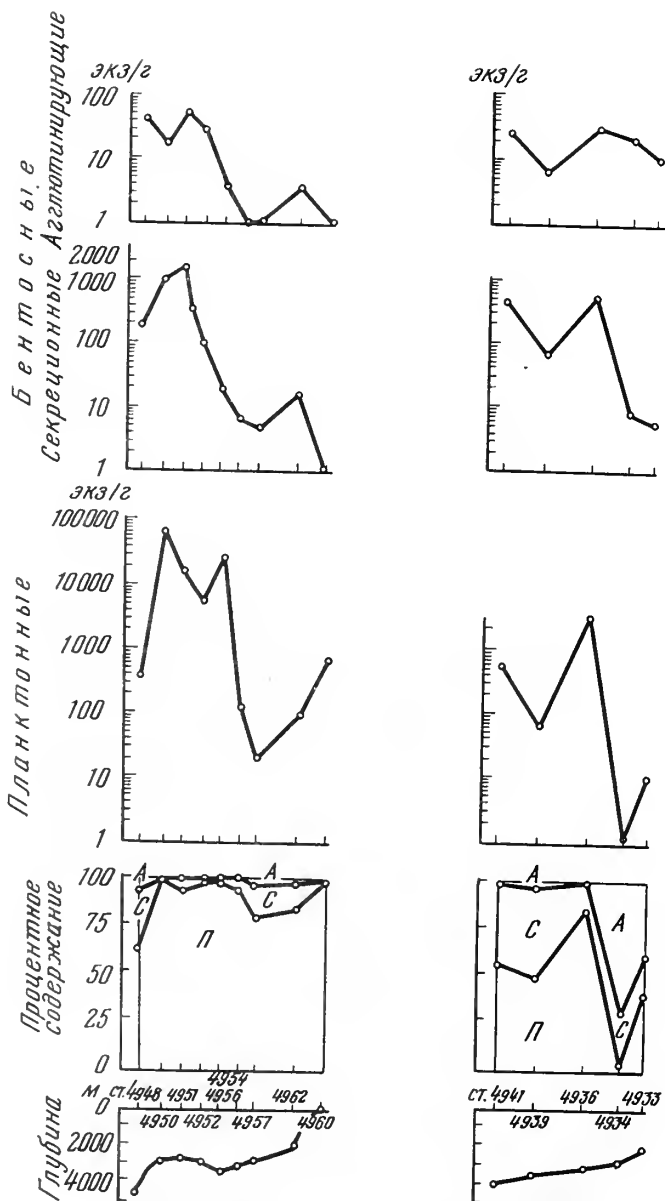 Бентосные
Агглютинирующие
экз/г
100
10
1
экз/г
Секреционные
2000
1000
100
10
1
Планктонные
экз/г
100000
10000
1000
100
10
1
Процентное
содержание
100
75
50
25
0
А
С
П
А
С
А
С
П
А
С
Глубина
м
0
2000
4000
ст. 4948
4950
4951
4952
4954
4956
4957
4962
4960
ст. 4941
4939
4936
4934
4933